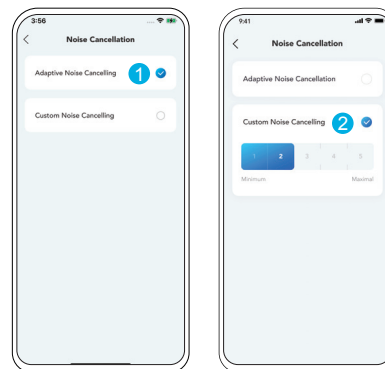 3:56
Noise Cancellation
Adaptive Noise Cancelling
1
Custom Noise Cancelling
9:41
Noise Cancellation
Adaptive Noise Cancellation
Custom Noise Cancelling
2
1 2 3 4 5
Minimum Maximal